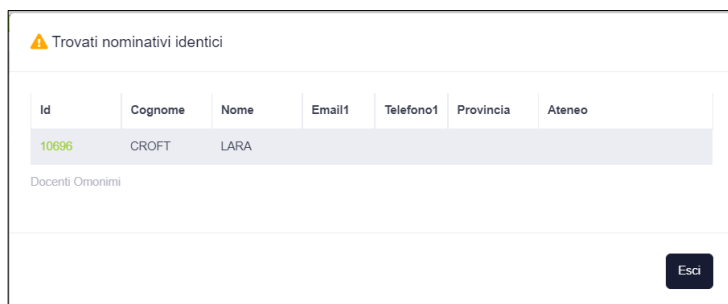 Trovati nominativi identici
Id Cognome Nome Email1 Telefono1 Provincia Ateneo
10696 CROFT LARA
Docenti Omonimi
Esci